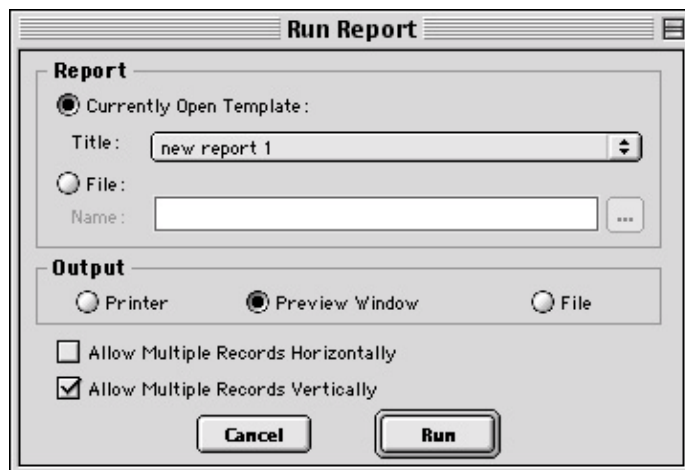 Run Report
Report
Currently Open Template:
Title: new report 1
File:
Name: ...
Output
Printer Preview Window File
Allow Multiple Records Horizontally
Allow Multiple Records Vertically
Cancel Run